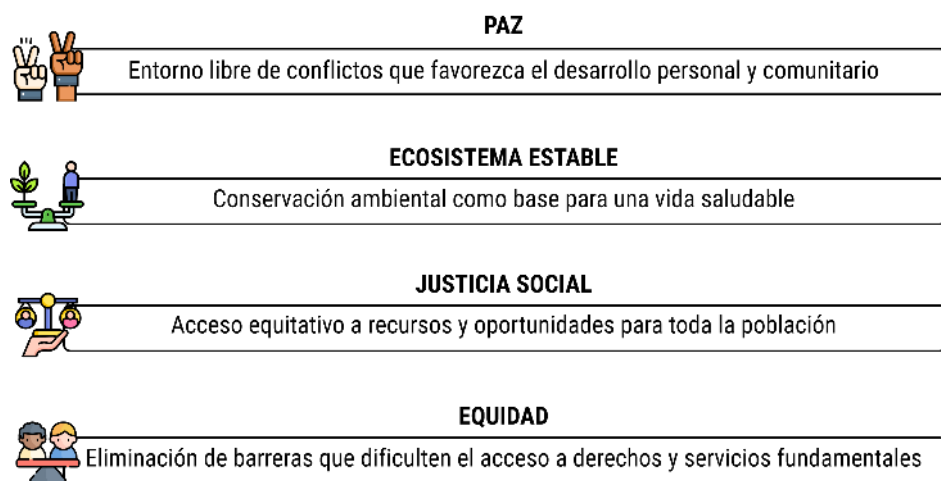 PAZ
Entorno libre de conflictos que favorezca el desarrollo personal y comunitario
ECOSISTEMA ESTABLE
Conservación ambiental como base para una vida saludable
JUSTICIA SOCIAL
Acceso equitativo a recursos y oportunidades para toda la población
EQUIDAD
Eliminación de barreras que dificulten el acceso a derechos y servicios fundamentales